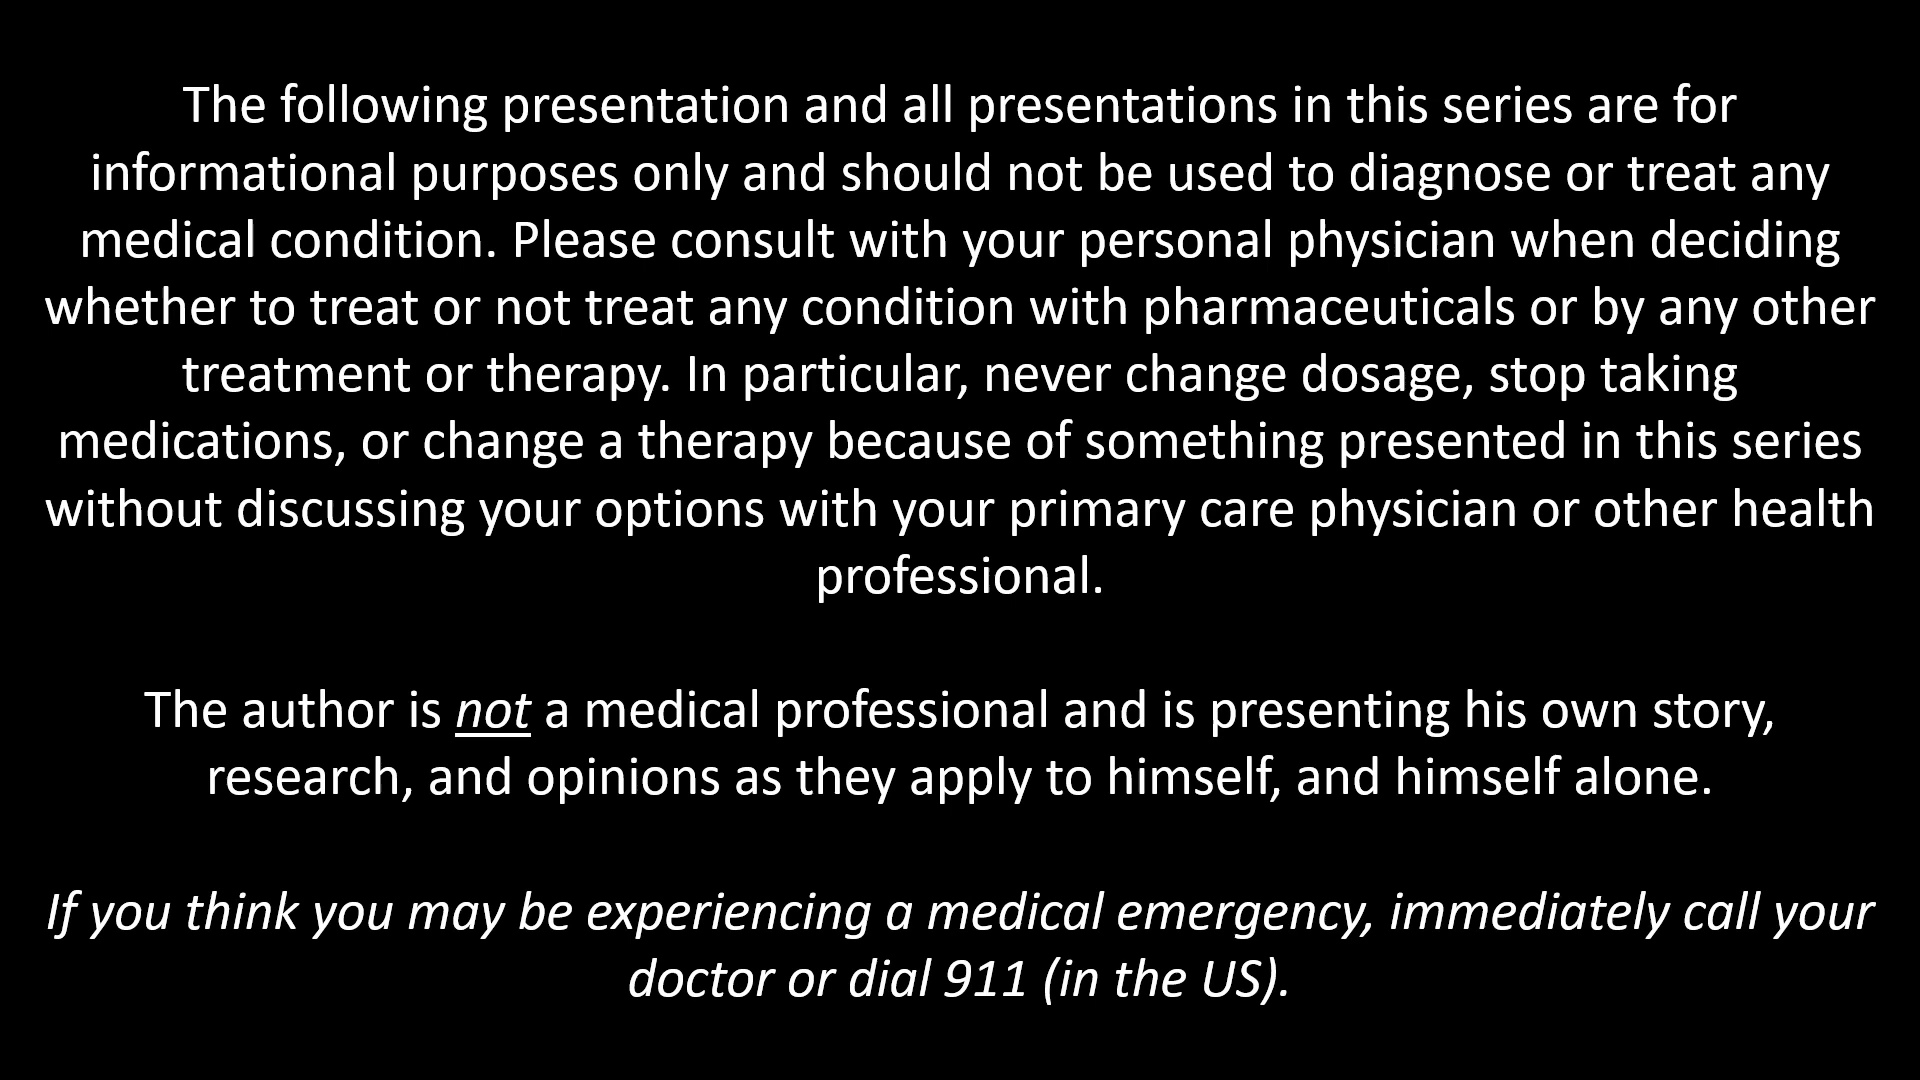 The following presentation and all presentations in this series are for
informational purposes only and should not be used to diagnose or treat any
medical condition. Please consult with your personal physician when deciding
whether to treat or not treat any condition with pharmaceuticals or by any other
treatment or therapy. In particular, never change dosage, stop taking
medications, or change a therapy because of something presented in this series
without discussing your options with your primary care physician or other health
professional.
The author is not a medical professional and is presenting his own story,
research, and opinions as they apply to himself, and himself alone.
If you think you may be experiencing a medical emergency, immediately call your
doctor or dial 911 (in the US).